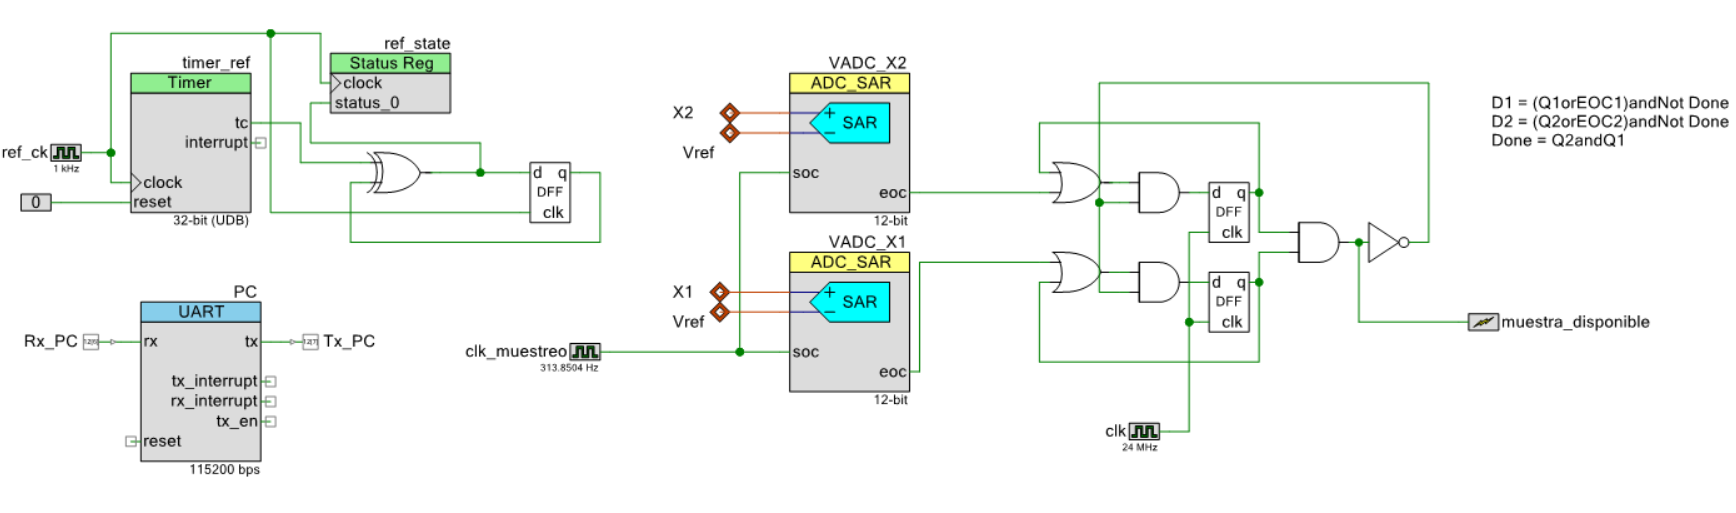 ref_ck
1 kHz
0
timer_ref
Timer
tc
interrupt
clock
reset
32-bit (UDB)
ref_state
Status Reg
clock
status_0
d q
DFF
clk
PC
UART
Rx_PC
rx
tx
Tx_PC
tx_interrupt
rx_interrupt
tx_en
reset
115200 bps
VADC_X2
ADC_SAR
X2
Vref
+
SAR
−
soc
eoc
12-bit
VADC_X1
ADC_SAR
X1
Vref
+
SAR
−
soc
eoc
12-bit
clk_muestreo
313.8504 Hz
d q
DFF
clk
d q
DFF
clk
clk
24 MHz
muestra_disponible
D1 = (Q1orEOC1)andNot Done
D2 = (Q2orEOC2)andNot Done
Done = Q2andQ1